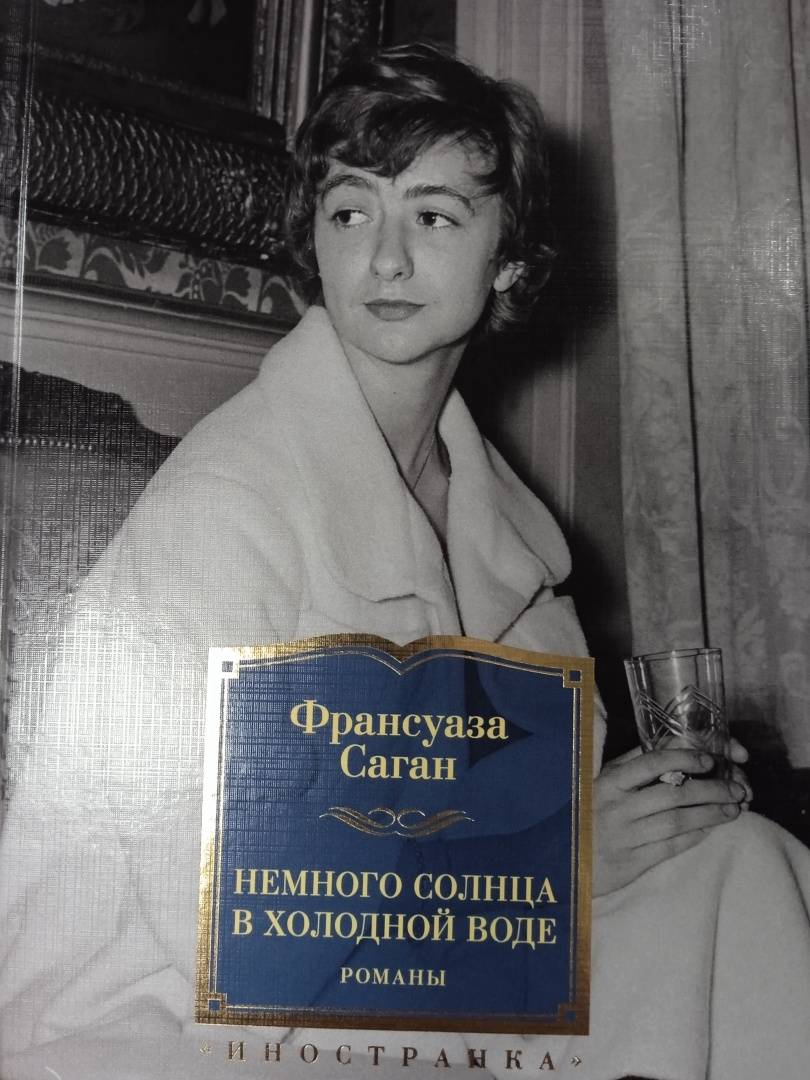 Франсуаза
Саган
НЕМНОГО СОЛНЦА
В ХОЛОДНОЙ ВОДЕ
РОМАНЫ
«ИНОСТРАНКА»